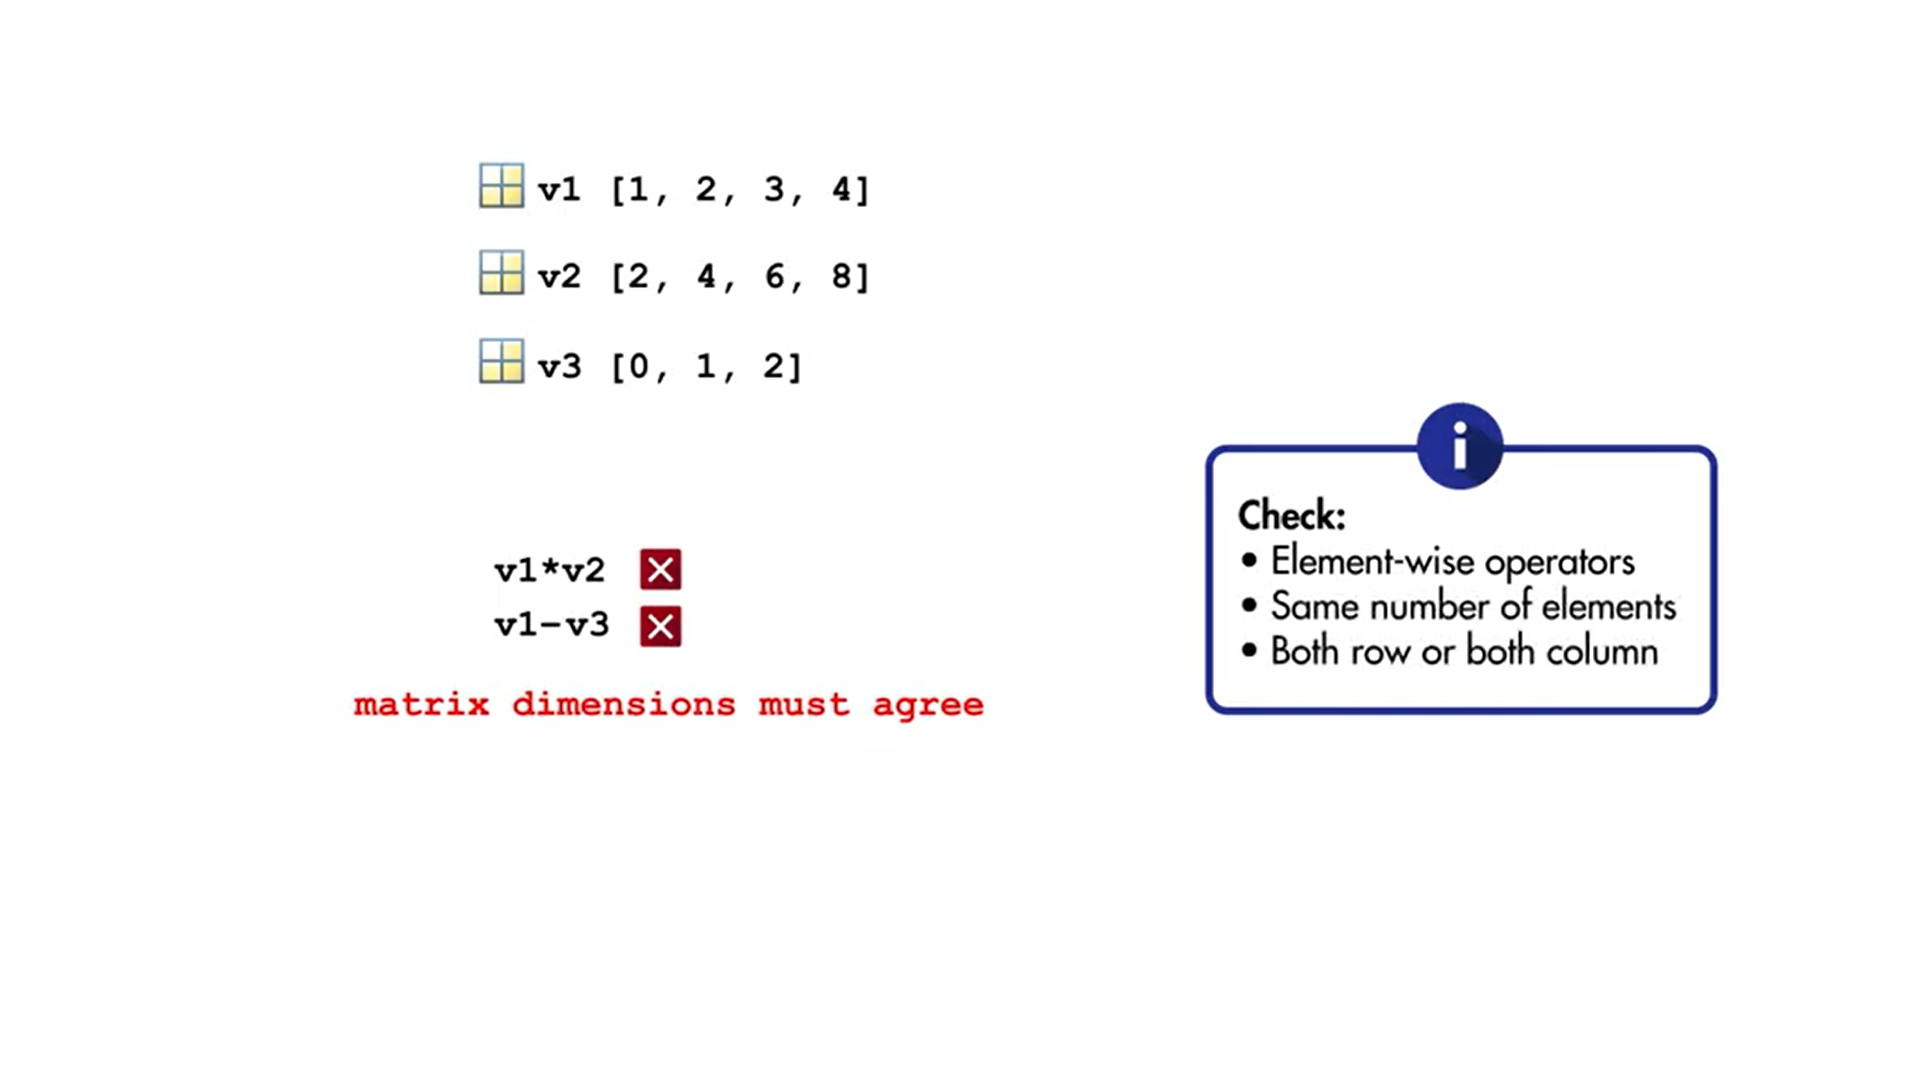 v1 [1, 2, 3, 4]
v2 [2, 4, 6, 8]
v3 [0, 1, 2]
v1*v2
v1-v3
matrix dimensions must agree
i
Check:
• Element-wise operators
• Same number of elements
• Both row or both column